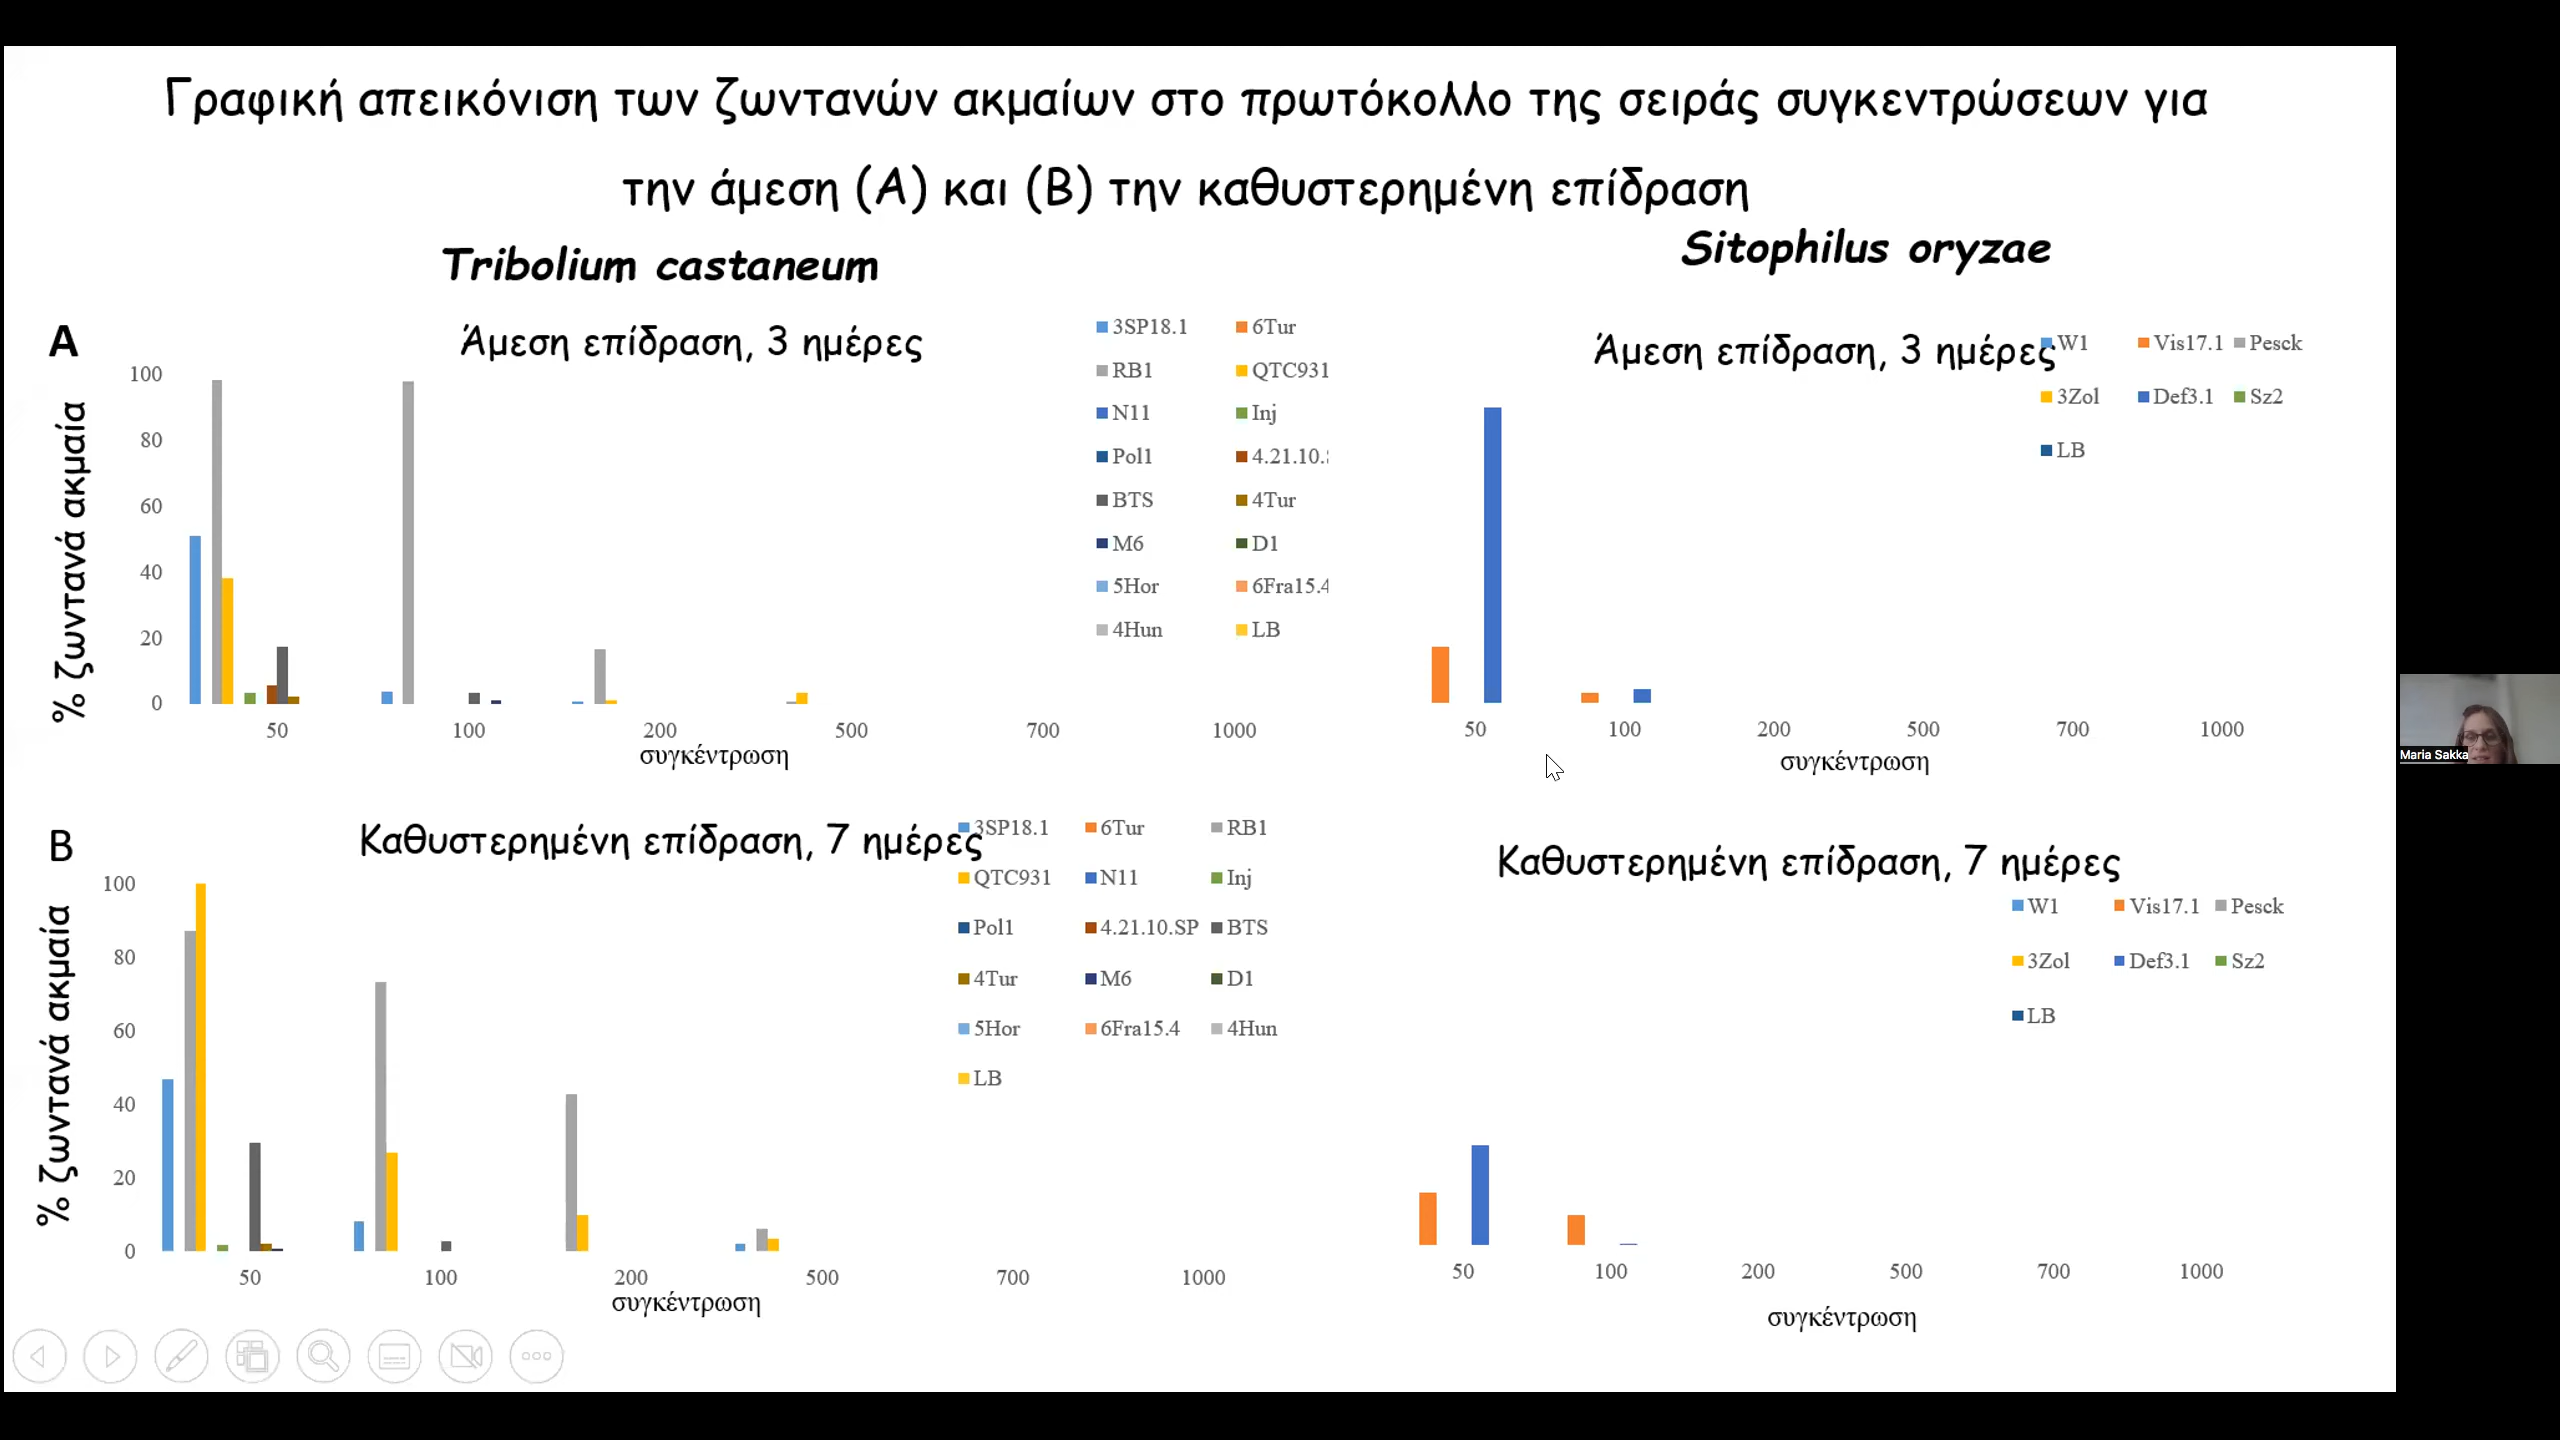 Γραφική απεικόνιση των ζωντανών ακμαίων στο πρωτόκολλο της σειράς συγκεντρώσεων για
την άμεση (Α) και (Β) την καθυστερημένη επίδραση
Tribolium castaneum
Sitophilus oryzae
A
Άμεση επίδραση, 3 ημέρες
% ζωντανά ακμαία
100
80
60
40
20
0
50 100 200 500 700 1000
συγκέντρωση
3SP18.1 6Tur
RB1 QTC931
N11 Inj
Pol1 4.21.10.
BTS 4Tur
M6 D1
5Hor 6Fra15.4
4Hun LB
Άμεση επίδραση, 3 ημέρες
W1 Vis17.1 Pesck
3Zol Def3.1 Sz2
LB
50 100 200 500 700 1000
συγκέντρωση
Maria Sakka
B
Καθυστερημένη επίδραση, 7 ημέρες
% ζωντανά ακμαία
100
80
60
40
20
0
50 100 200 500 700 1000
συγκέντρωση
3SP18.1 6Tur RB1
QTC931 N11 Inj
Pol1 4.21.10.SP BTS
4Tur M6 D1
5Hor 6Fra15.4 4Hun
LB
Καθυστερημένη επίδραση, 7 ημέρες
W1 Vis17.1 Pesck
3Zol Def3.1 Sz2
LB
50 100 200 500 700 1000
συγκέντρωση